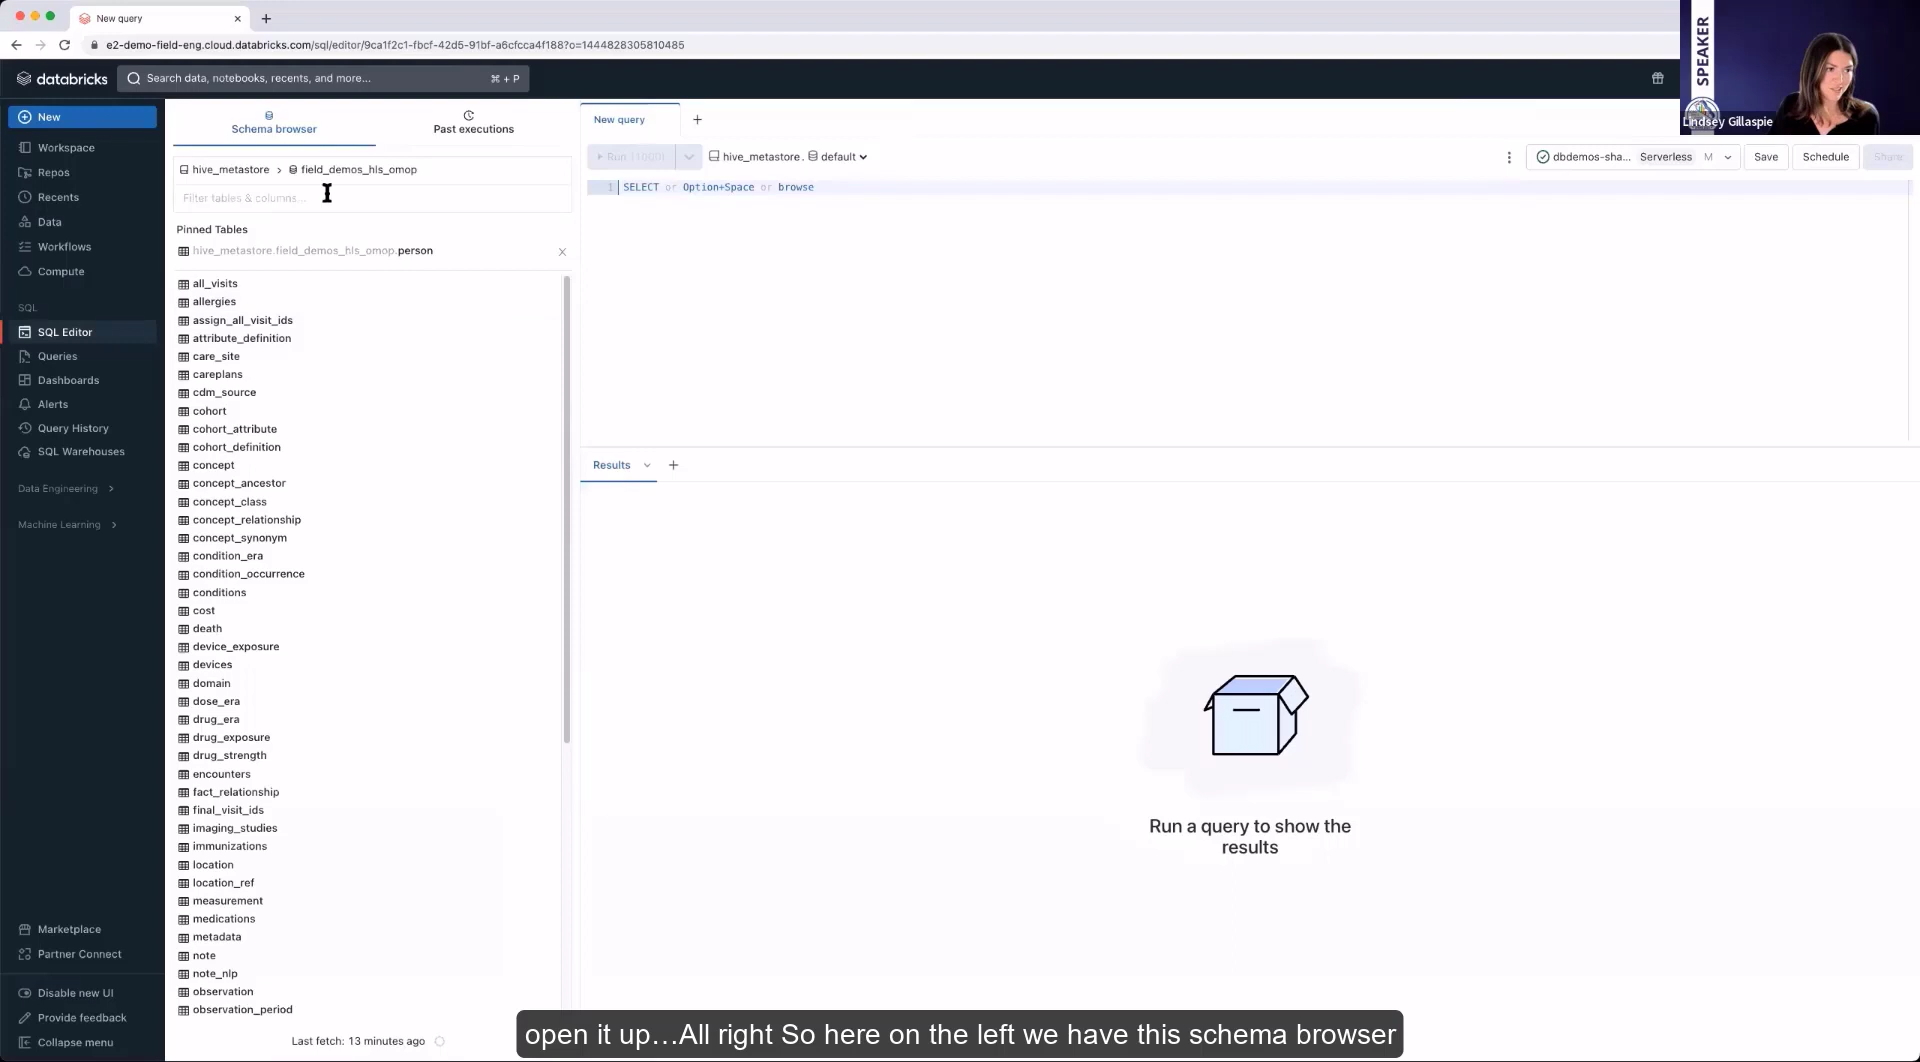 New query
e2-demo-field-eng.cloud.databricks.com/sql/editor/9ca1f2c1-fbcf-42d5-91bf-a6cfcca4f188?o=1444828305810485
databricks
Search data, notebooks, recents, and more...
⌘ + P
SPEAKER
Lindsey Gillaspie
New
Workspace
Repos
Recents
Data
Workflows
Compute
SQL
SQL Editor
Queries
Dashboards
Alerts
Query History
SQL Warehouses
Data Engineering
Machine Learning
Marketplace
Partner Connect
Disable new UI
Provide feedback
Collapse menu
Schema browser
Past executions
hive_metastore > field_demos_hls_omop
Filter tables & columns...
Pinned Tables
hive_metastore.field_demos_hls_omop.person
all_visits
allergies
assign_all_visit_ids
attribute_definition
care_site
careplans
cdm_source
cohort
cohort_attribute
cohort_definition
concept
concept_ancestor
concept_class
concept_relationship
concept_synonym
condition_era
condition_occurrence
conditions
cost
death
device_exposure
devices
domain
dose_era
drug_era
drug_exposure
drug_strength
encounters
fact_relationship
final_visit_ids
imaging_studies
immunizations
location
location_ref
measurement
medications
metadata
note
note_nlp
observation
observation_period
Last fetch: 13 minutes ago
New query
Run (1000)
hive_metastore. default
dbdemos-sha... Serverless M
Save
Schedule
Share
1 SELECT or Option+Space or browse
Results
Run a query to show the
results
open it up...All right So here on the left we have this schema browser